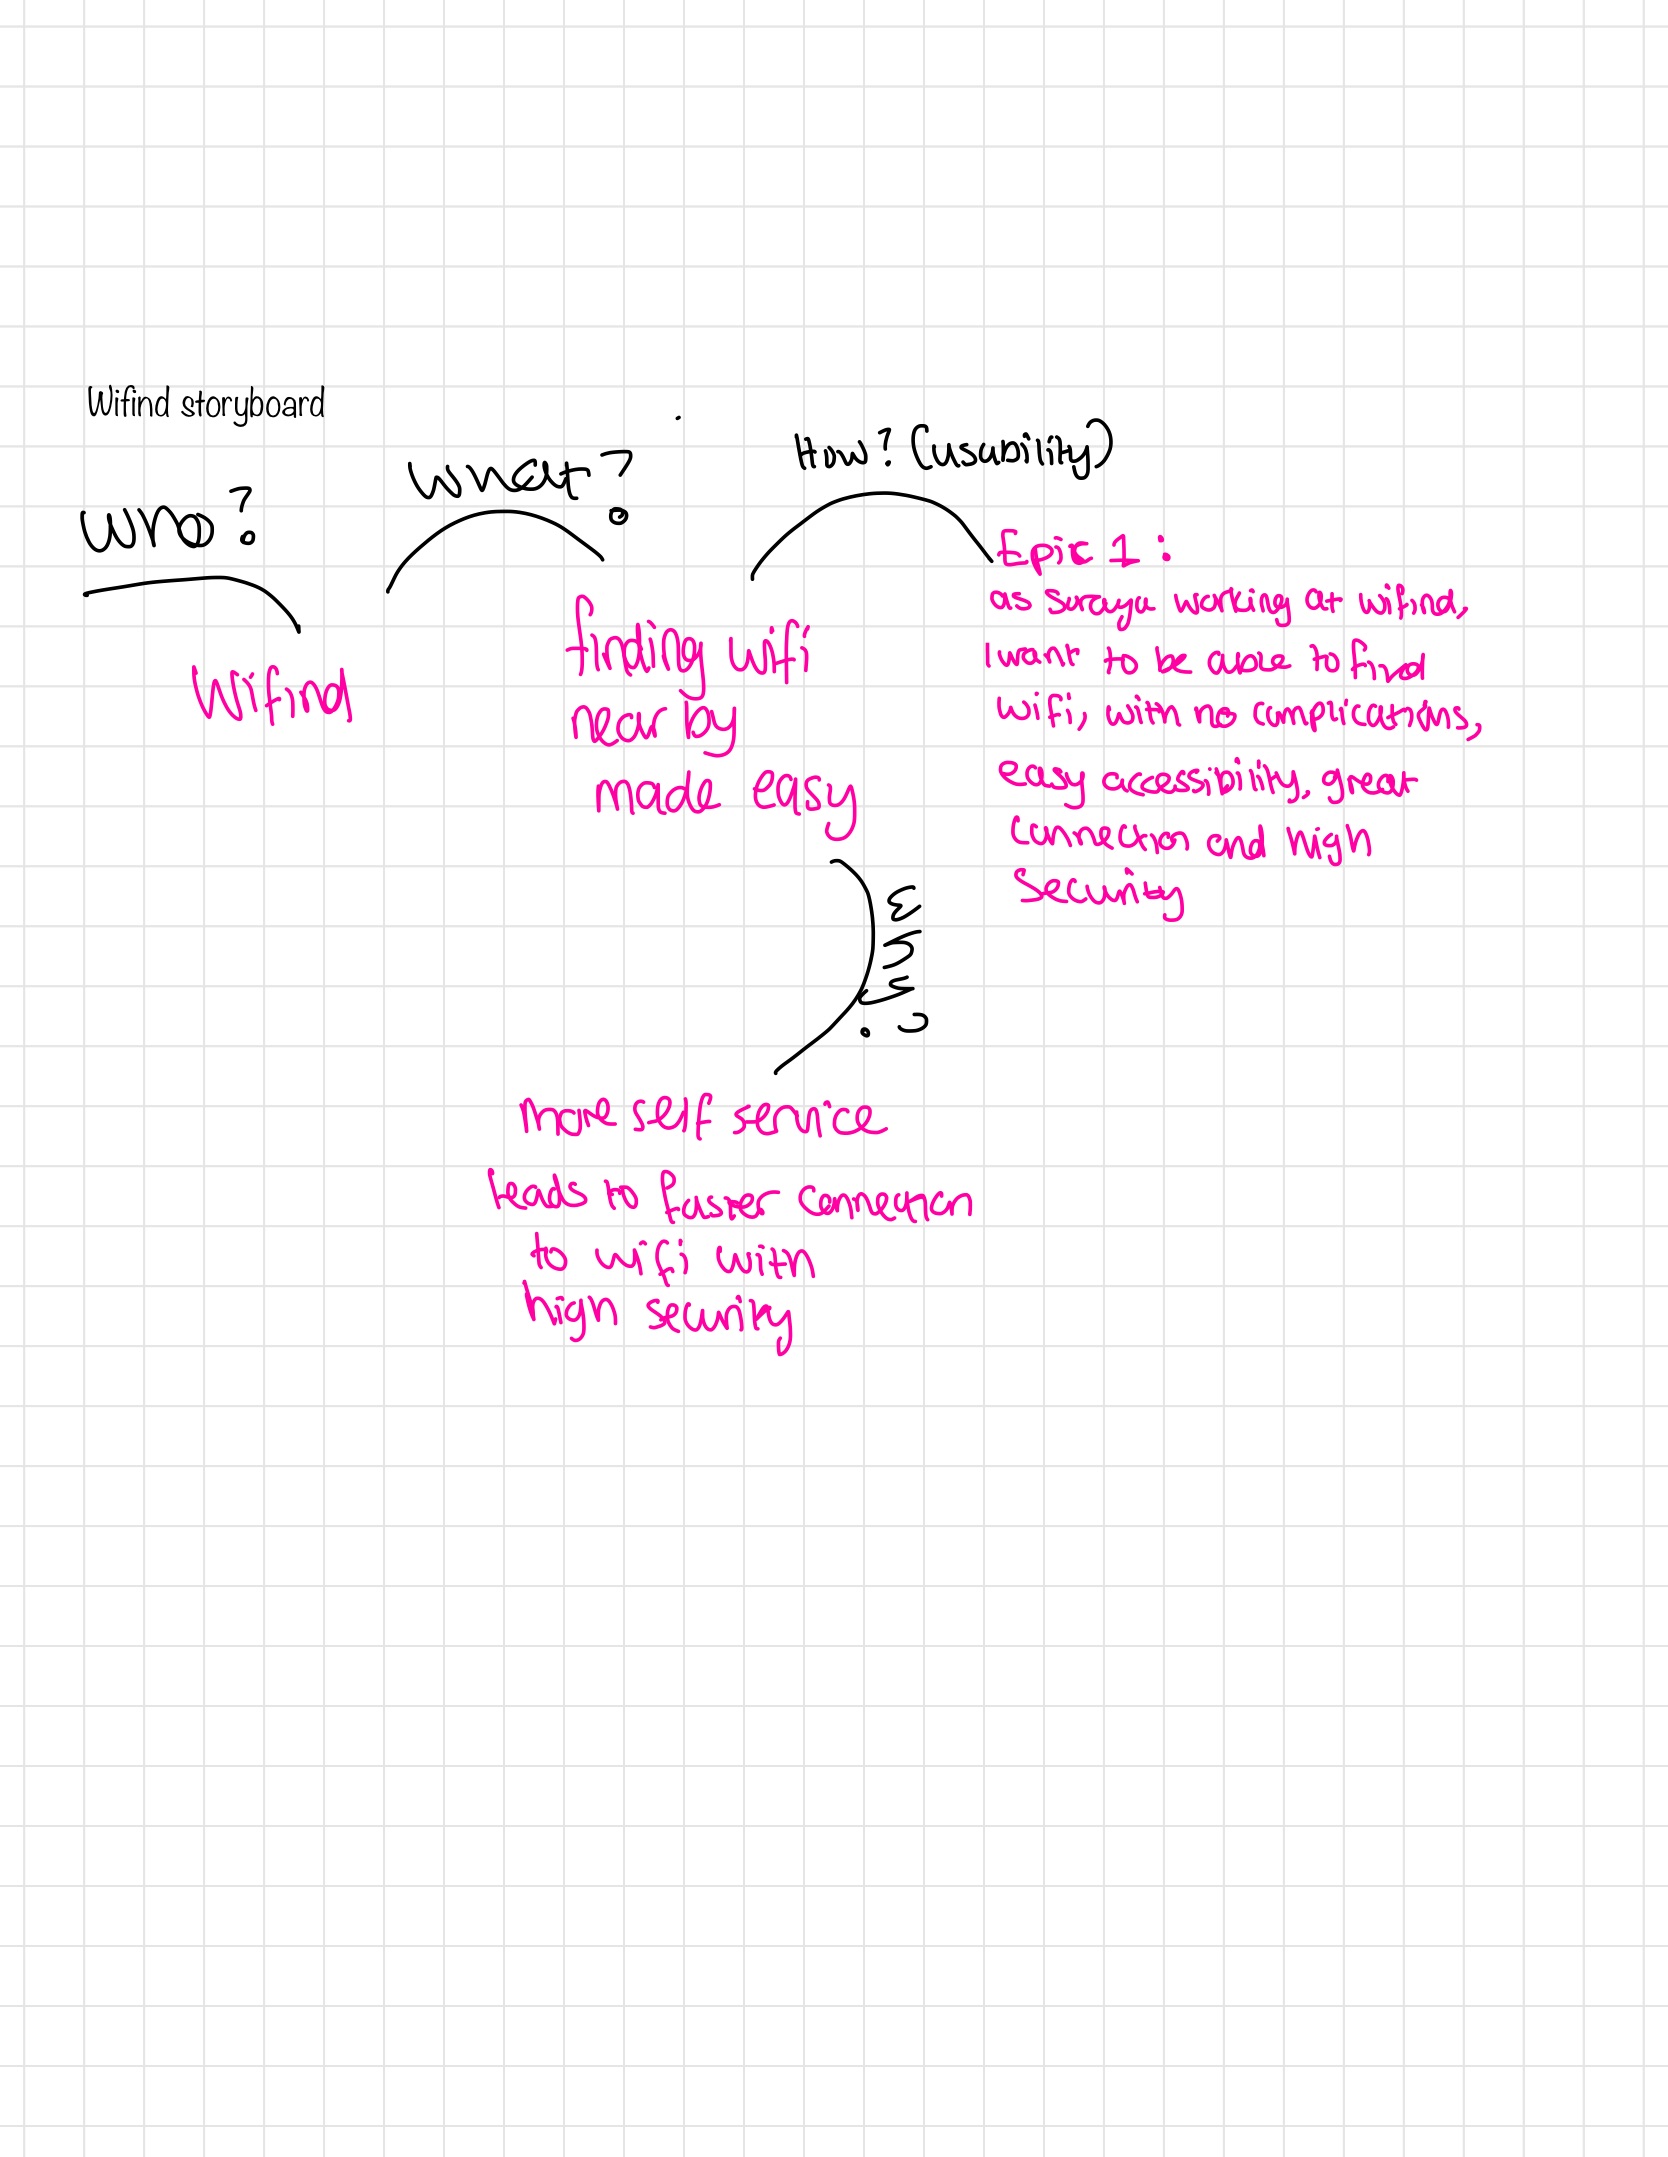 Wifind storyboard
who?
Wifind
what?
finding wifi
near by
made easy
How? (usability)
Epic 1 :
as Suraya working at wifind,
I want to be able to find
wifi, with no complications,
easy accessibility, great
connection and high
Security
why?
more self service
leads to faster connection
to wifi with
high security